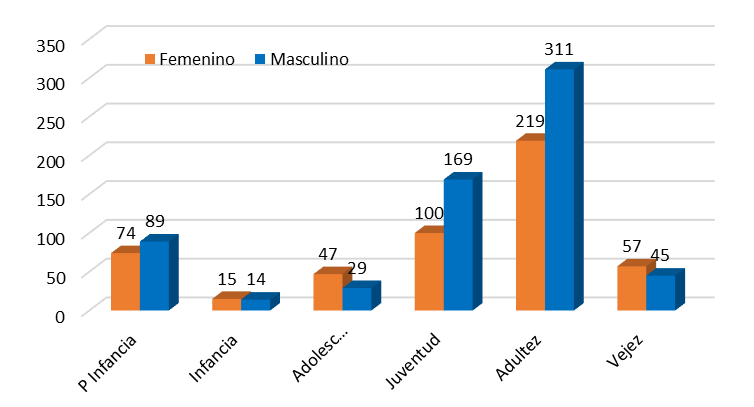 350
300
250
200
150
100
50
0
Femenino Masculino
74 89
15 14
47 29
100 169
219 311
57 45
P Infancia
Infancia
Adolesc...
Juventud
Adultez
Vejez